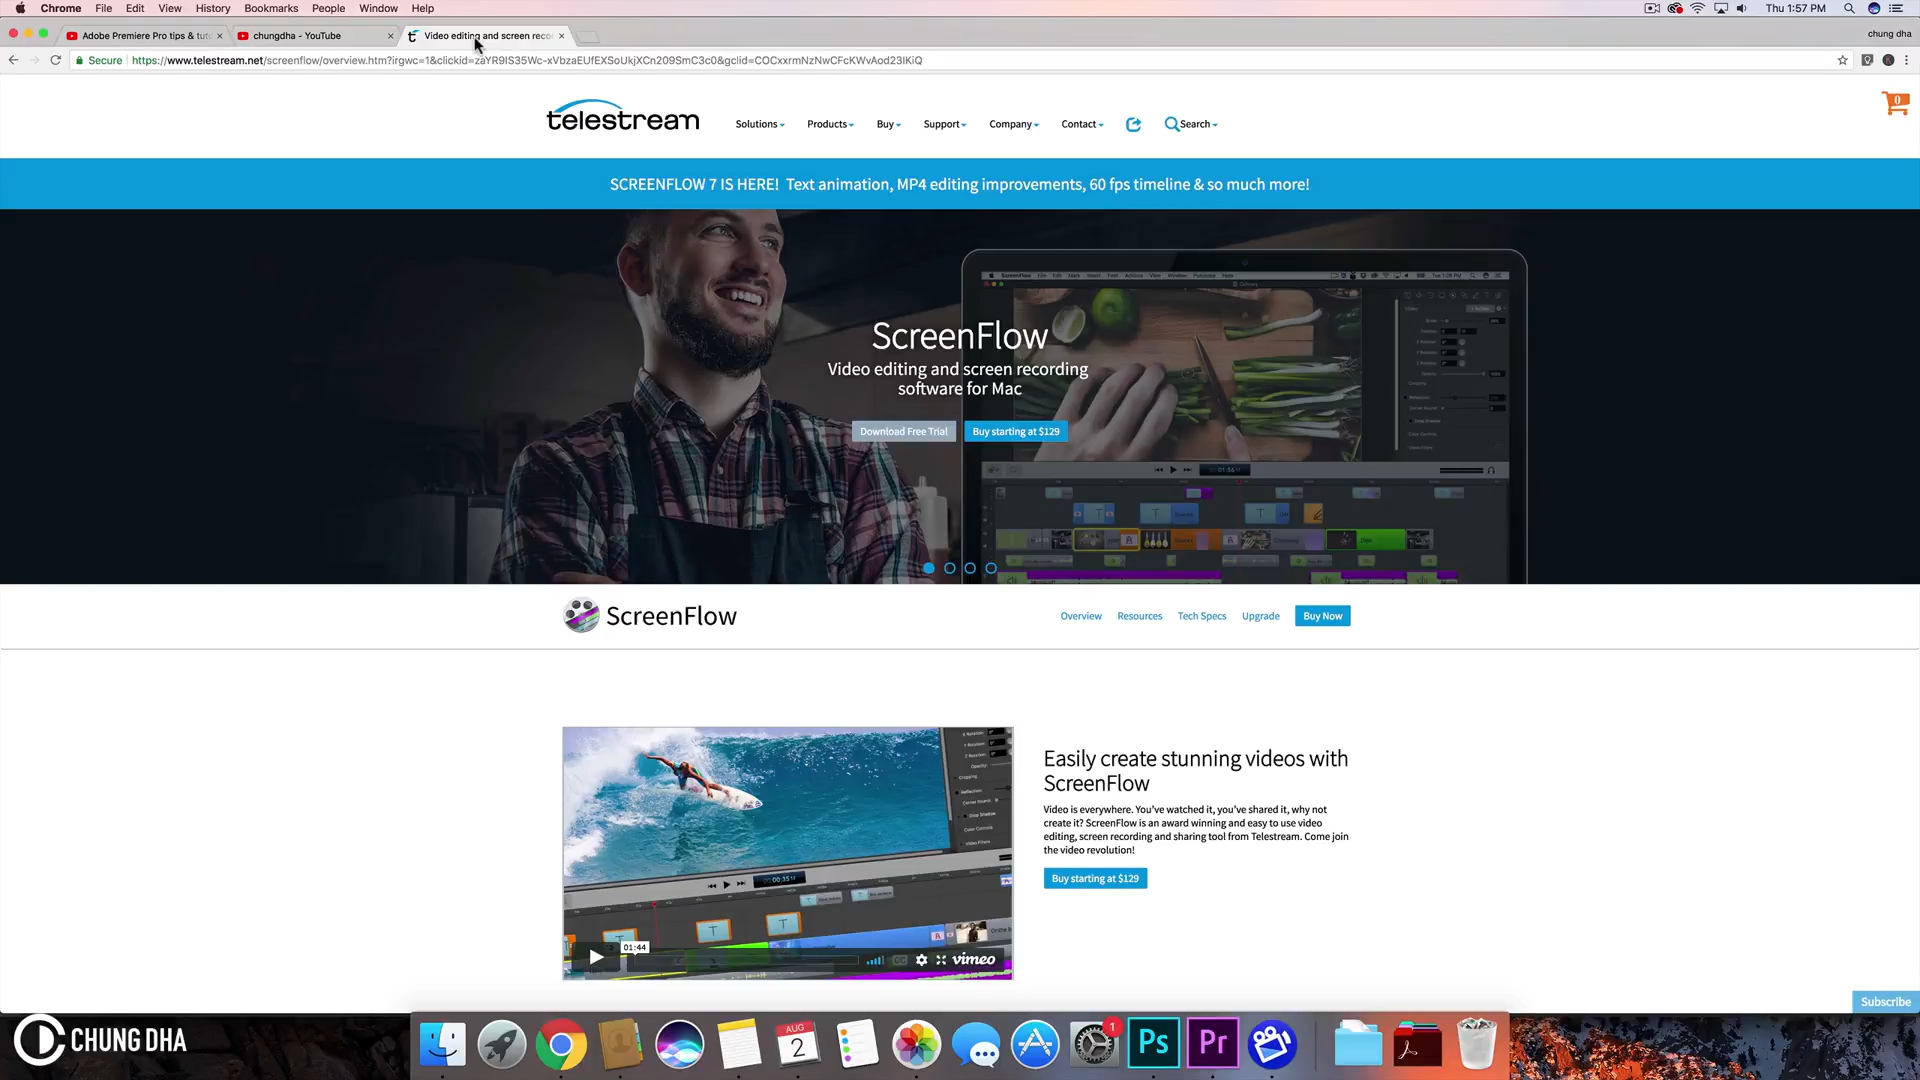 Chrome File Edit View History Bookmarks People Window Help
Thu 1:57 PM
Adobe Premiere Pro tips & tut
chungdha - YouTube
Video editing and screen reco
chung dha
Secure
https://www.telestream.net/screenflow/overview.htm?irgwc=1&clickid=zaYR9IS35Wc-xVbzaEUfEXSoUkjXCn209SmC3c0&gclid=COCxxrmNzNwCFcKWvAod23IKiQ
0
telestream
Solutions Products Buy Support Company Contact Search
SCREENFLOW 7 IS HERE! Text animation, MP4 editing improvements, 60 fps timeline & so much more!
ScreenFlow
Video editing and screen recording
software for Mac
Download Free Trial Buy starting at $129
ScreenFlow
Overview Resources Tech Specs Upgrade Buy Now
Easily create stunning videos with
ScreenFlow
Video is everywhere. You've watched it, you've shared it, why not
create it? ScreenFlow is an award winning and easy to use video
editing, screen recording and sharing tool from Telestream. Come join
the video revolution!
Buy starting at $129
00:35
T T T
01:44
CC
vimeo
Subscribe
CHUNG DHA
AUG
2
1
Ps
Pr